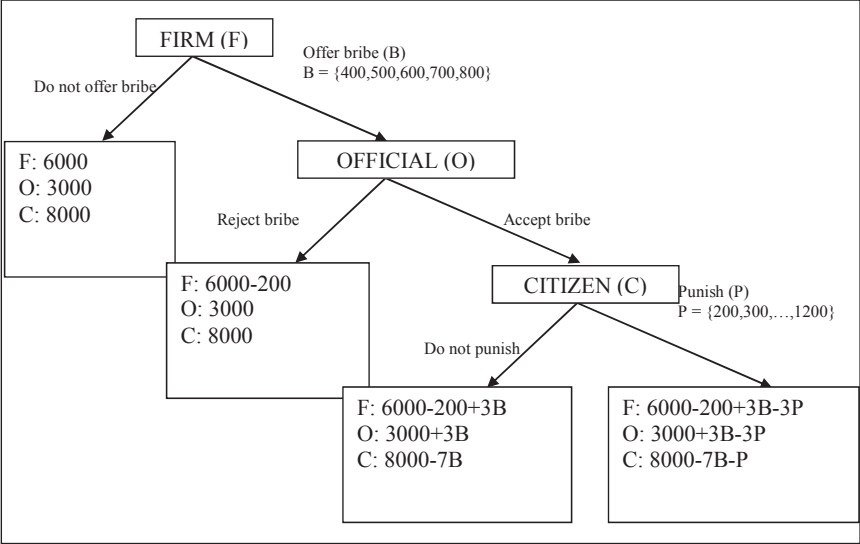 FIRM (F)
Offer bribe (B)
B = {400,500,600,700,800}
Do not offer bribe
F: 6000
O: 3000
C: 8000
OFFICIAL (O)
Reject bribe
Accept bribe
F: 6000-200
O: 3000
C: 8000
CITIZEN (C)
Punish (P)
P = {200,300,…,1200}
Do not punish
F: 6000-200+3B
O: 3000+3B
C: 8000-7B
F: 6000-200+3B-3P
O: 3000+3B-3P
C: 8000-7B-P